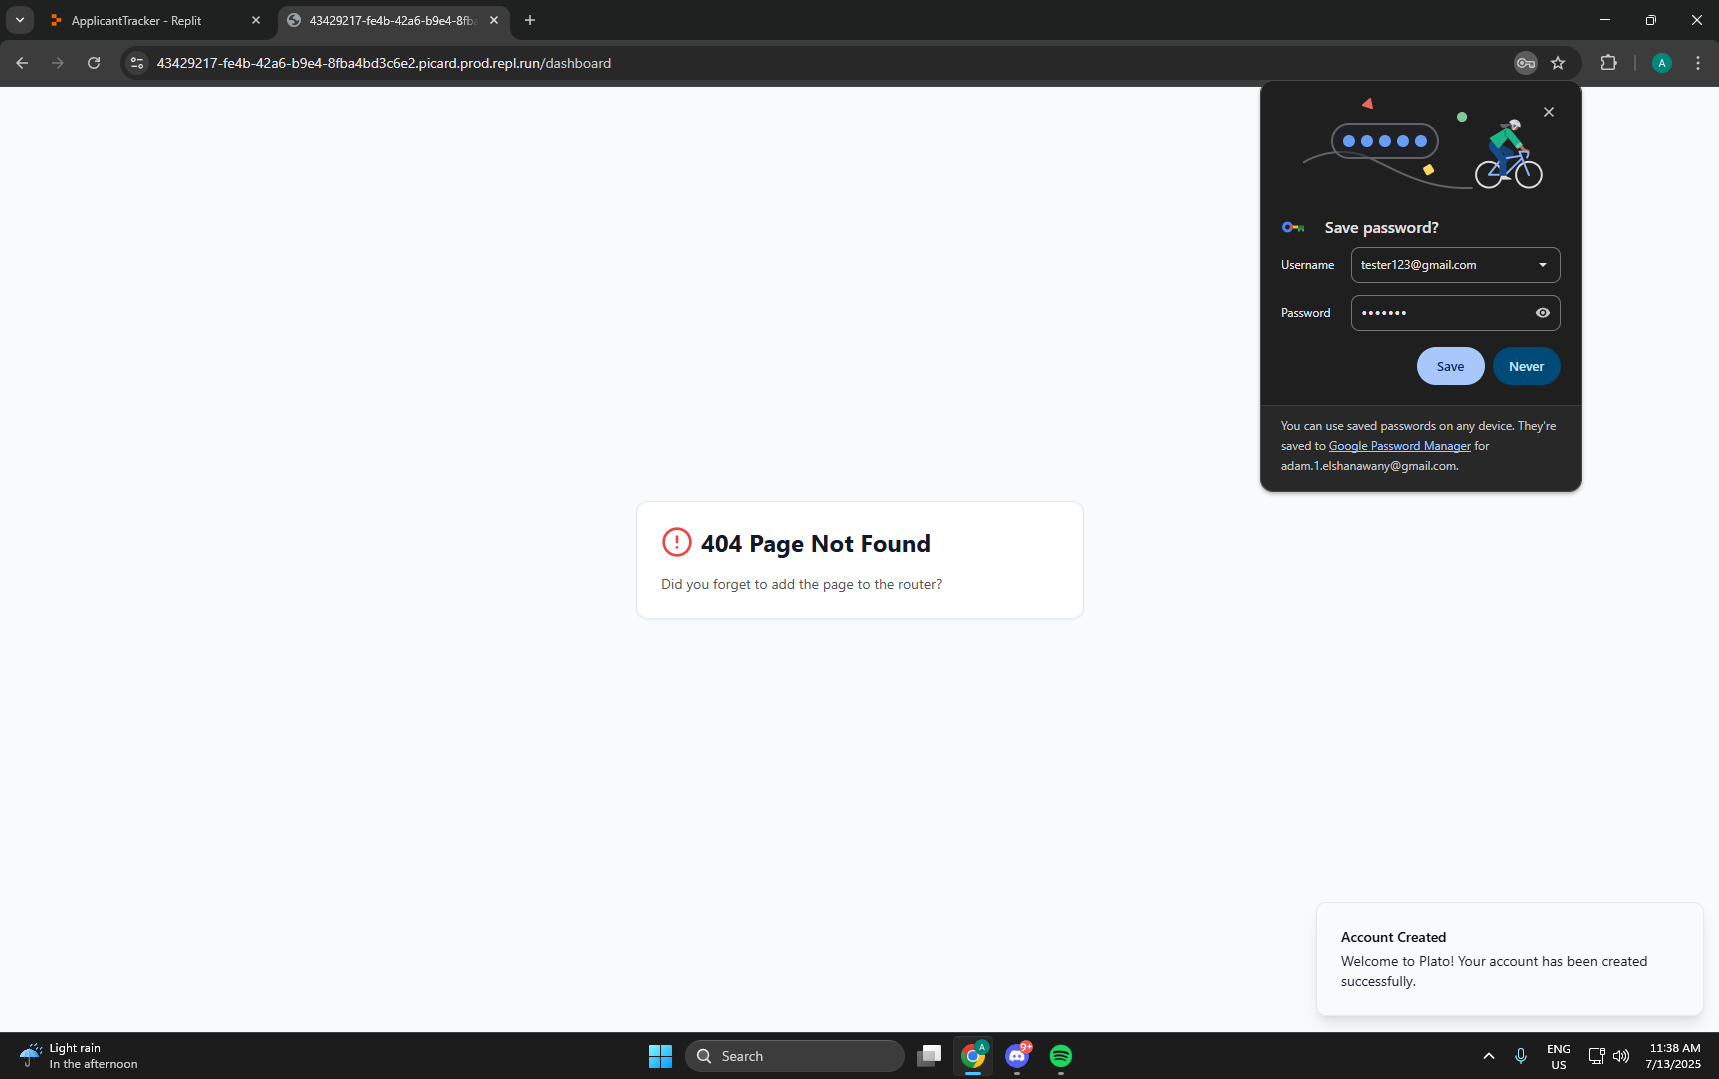 ApplicantTracker - Replit
43429217-fe4b-42a6-b9e4-8fba
43429217-fe4b-42a6-b9e4-8fba4bd3c6e2.picard.prod.repl.run/dashboard
A
Save password?
Username
tester123@gmail.com
Password
•••••••
Save
Never
You can use saved passwords on any device. They're
saved to Google Password Manager for
adam.1.elshanawany@gmail.com.
404 Page Not Found
Did you forget to add the page to the router?
Account Created
Welcome to Plato! Your account has been created
successfully.
Light rain
In the afternoon
Search
A
9+
ENG
US
11:38 AM
7/13/2025